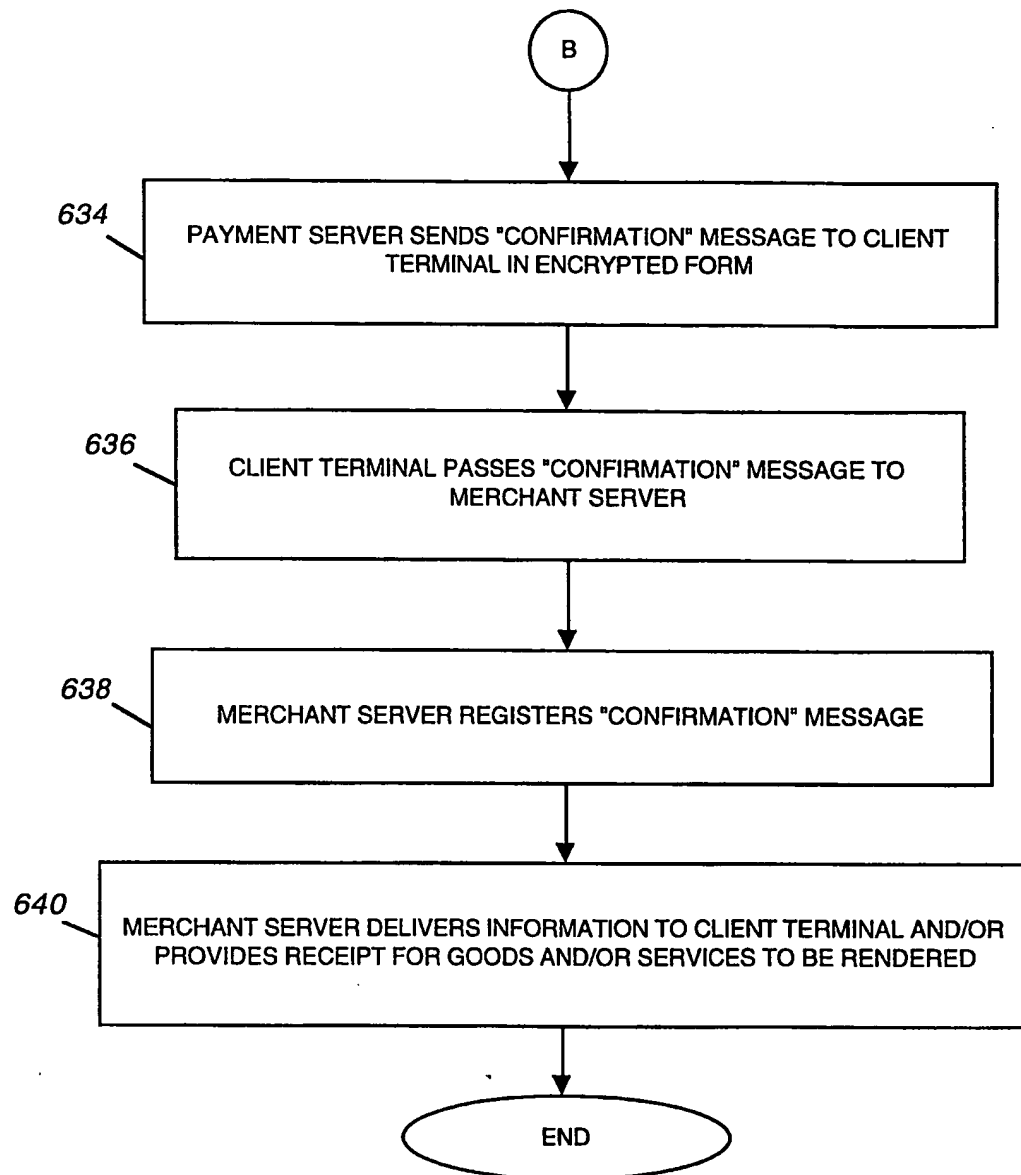 B
634
PAYMENT SERVER SENDS "CONFIRMATION" MESSAGE TO CLIENT
TERMINAL IN ENCRYPTED FORM
636
CLIENT TERMINAL PASSES "CONFIRMATION" MESSAGE TO
MERCHANT SERVER
638
MERCHANT SERVER REGISTERS "CONFIRMATION" MESSAGE
640
MERCHANT SERVER DELIVERS INFORMATION TO CLIENT TERMINAL AND/OR
PROVIDES RECEIPT FOR GOODS AND/OR SERVICES TO BE RENDERED
END